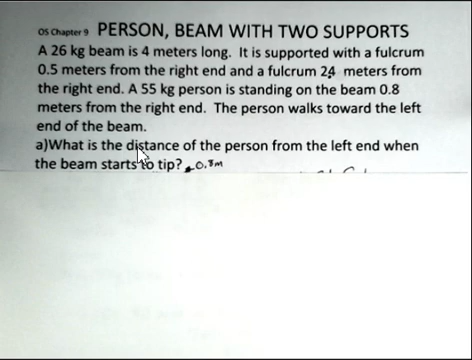 OS Chapter 9 PERSON, BEAM WITH TWO SUPPORTS
A 26 kg beam is 4 meters long. It is supported with a fulcrum
0.5 meters from the right end and a fulcrum 24 meters from
the right end. A 55 kg person is standing on the beam 0.8
meters from the right end. The person walks toward the left
end of the beam.
a)What is the distance of the person from the left end when
the beam starts to tip? 0.8m